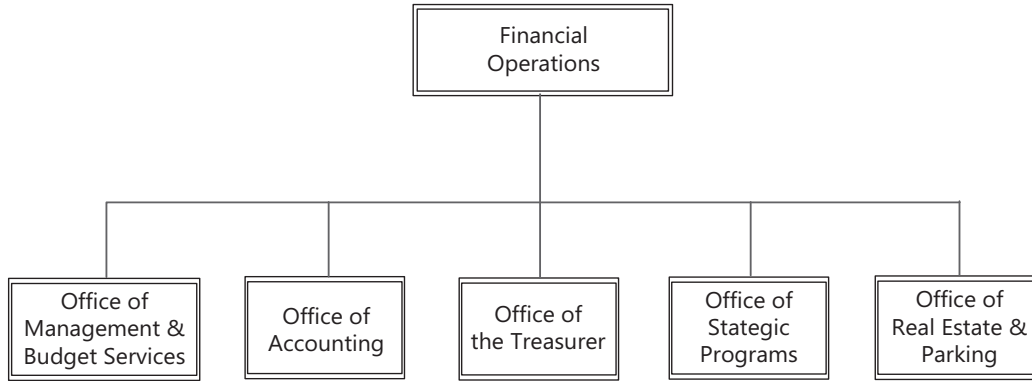 Financial
Operations
Office of
Management &
Budget Services
Office of
Accounting
Office of
the Treasurer
Office of
Stategic
Programs
Office of
Real Estate &
Parking